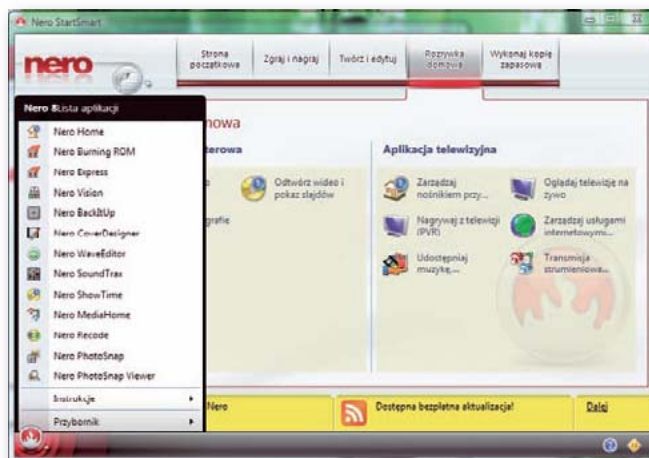 Nero StartSmart
nero
Strona początkowa
Zgraj i nagraj
Twórz i edytuj
Rozrywka domowa
Wykonaj kopię zapasową
Nero 8Lista aplikacji
Nero Home
Nero Burning ROM
Nero Express
Nero Vision
Nero BackItUp
Nero CoverDesigner
Nero WaveEditor
Nero SoundTrax
Nero ShowTime
Nero MediaHome
Nero Recode
Nero PhotoSnap
Nero PhotoSnap Viewer
Instrukcje
Przybornik
mowa
terowa
Odtwórz wideo i
pokaz slajdów
grafie
Aplikacja telewizyjna
Zarządzaj
nośnikiem przy...
Oglądaj telewizję na
żywo
Nagrywaj z telewizji
(PVR)
Zarządzaj usługami
internetowymi...
Udostępniaj
muzykę...
Transmisja
strumieniowa...
Nero
Dostępna bezpłatna aktualizacja!
Dalej